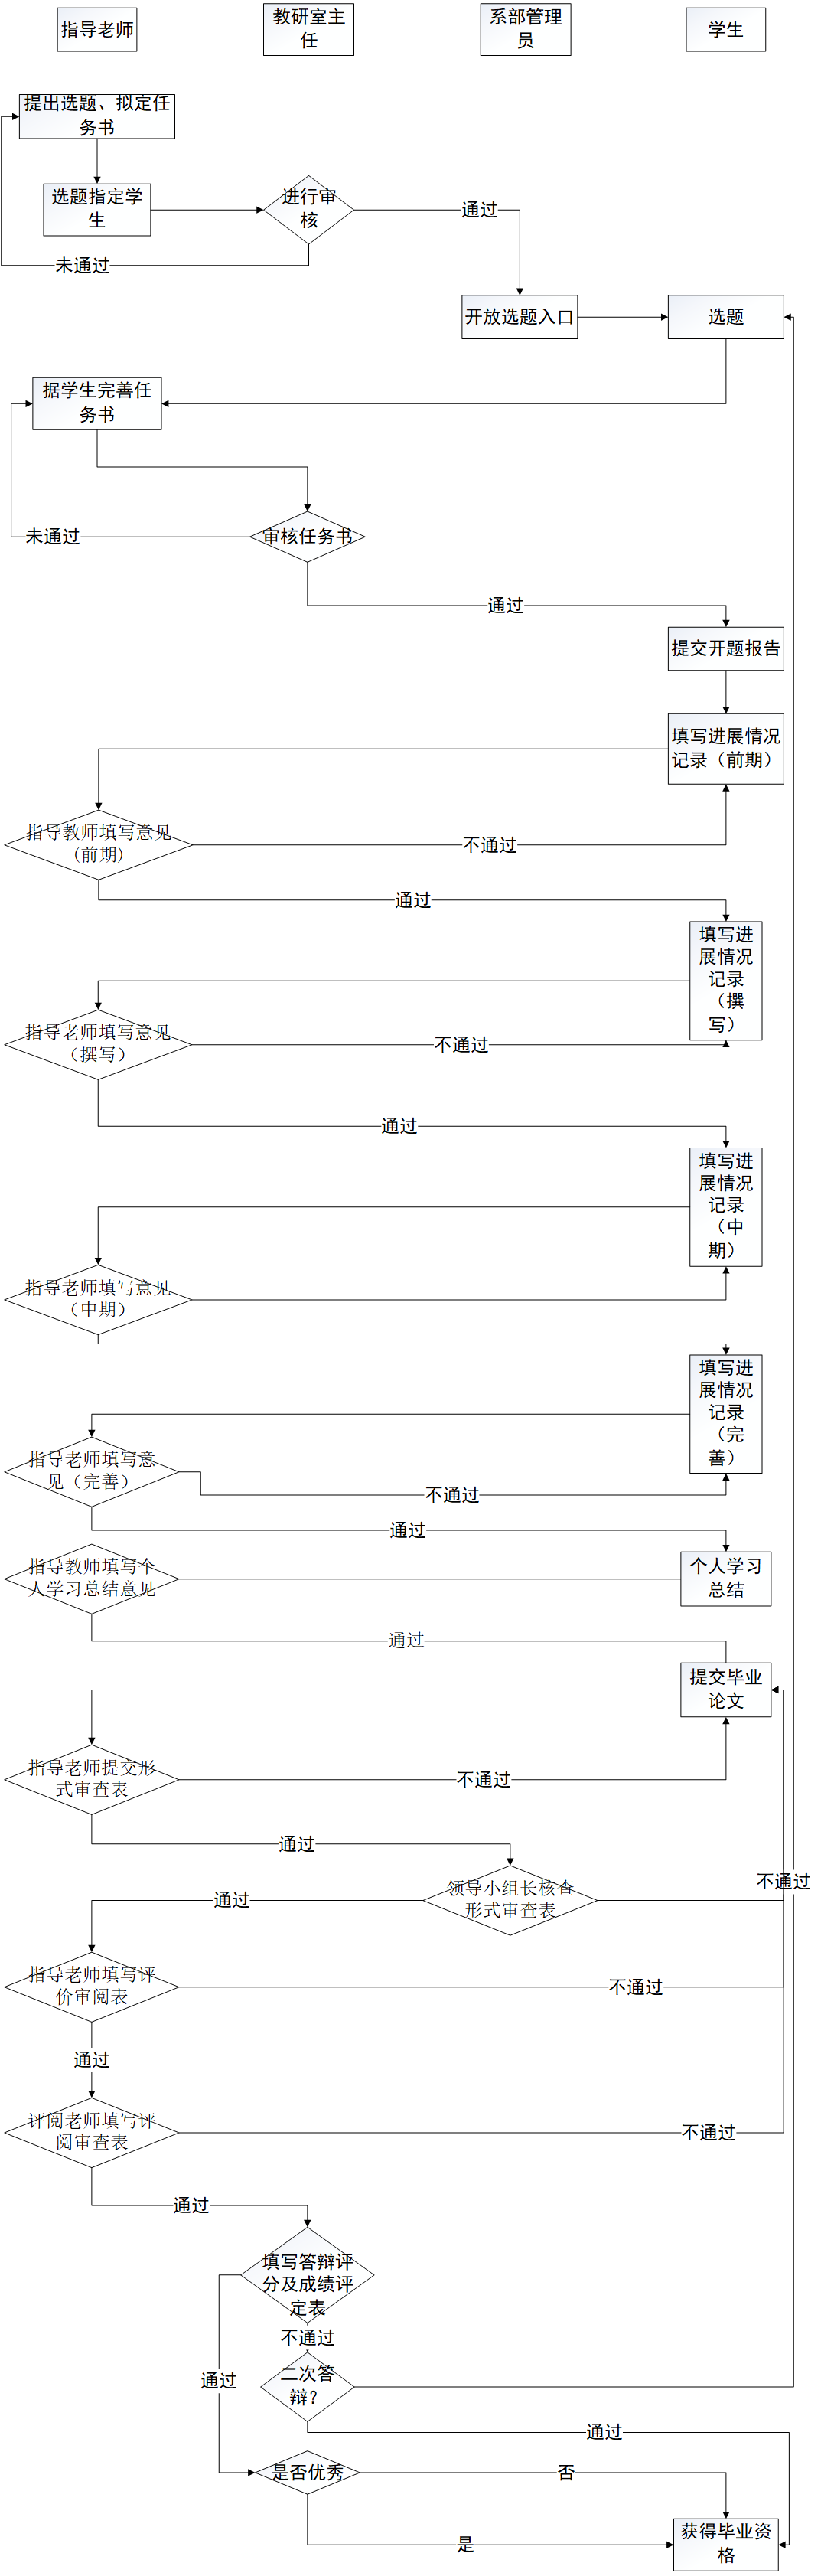 指导老师
教研室主
任
系部管理
员
学生
提出选题、拟定任
务书
选题指定学
生
进行审
核
通过
未通过
开放选题入口
选题
据学生完善任
务书
未通过
审核任务书
通过
提交开题报告
填写进展情况
记录（前期）
指导教师填写意见
（前期）
不通过
通过
填写进
展情况
记录
（撰
写）
指导老师填写意见
（撰写）
不通过
通过
填写进
展情况
记录
（中
期）
指导老师填写意见
（中期）
填写进
展情况
记录
（完
善）
指导老师填写意
见（完善）
不通过
通过
指导教师填写个
人学习总结意见
个人学习
总结
通过
提交毕业
论文
指导老师提交形
式审查表
不通过
通过
不通过
领导小组长核查
形式审查表
通过
指导老师填写评
价审阅表
不通过
通过
评阅老师填写评
阅审查表
不通过
通过
填写答辩评
分及成绩评
定表
不通过
通过
二次答
辩？
通过
是否优秀
否
是
获得毕业资
格